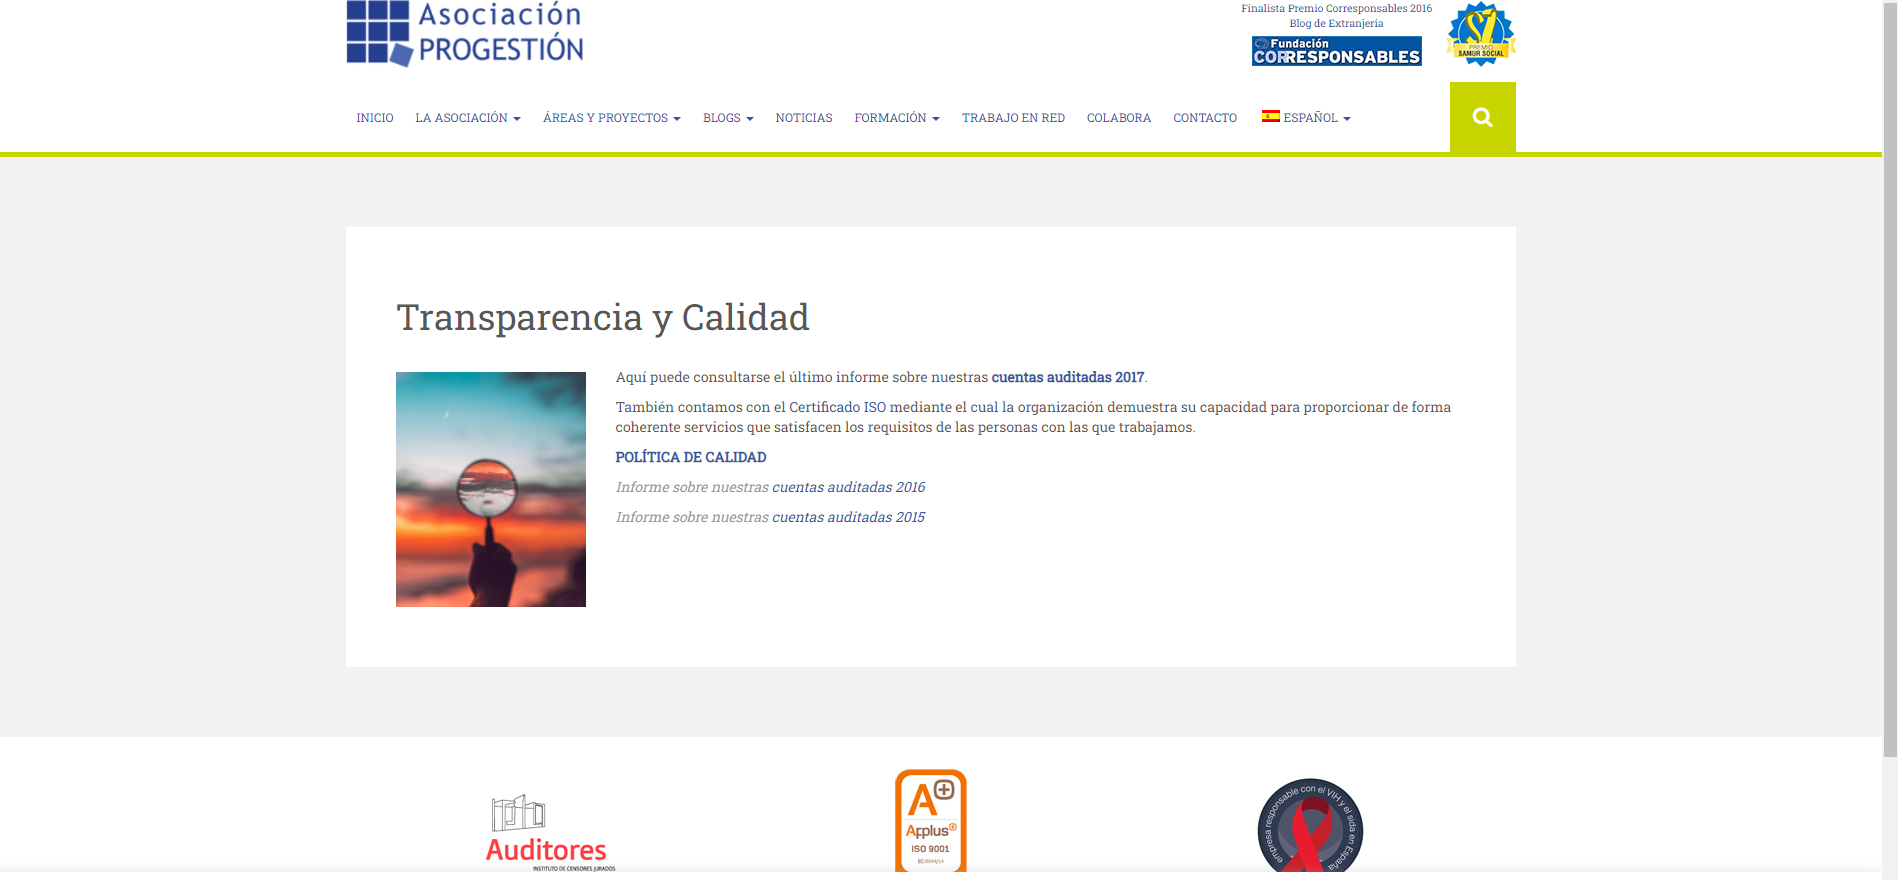 Asociación
PROGESTIÓN
Finalista Premio Corresponsables 2016
Blog de Extranjería
Fundación
CORRESPONSABLES
PREMIO
SAMUR SOCIAL
INICIO LA ASOCIACIÓN ÁREAS Y PROYECTOS BLOGS NOTICIAS FORMACIÓN TRABAJO EN RED COLABORA CONTACTO ESPAÑOL
Transparencia y Calidad
Aquí puede consultarse el último informe sobre nuestras cuentas auditadas 2017.
También contamos con el Certificado ISO mediante el cual la organización demuestra su capacidad para proporcionar de forma
coherente servicios que satisfacen los requisitos de las personas con las que trabajamos.
POLÍTICA DE CALIDAD
Informe sobre nuestras cuentas auditadas 2016
Informe sobre nuestras cuentas auditadas 2015
Auditores
INSTITUTO DE CENSORES JURADOS
A+
Applus+
ISO 9001
empresa responsable con el VIH y el sida en España